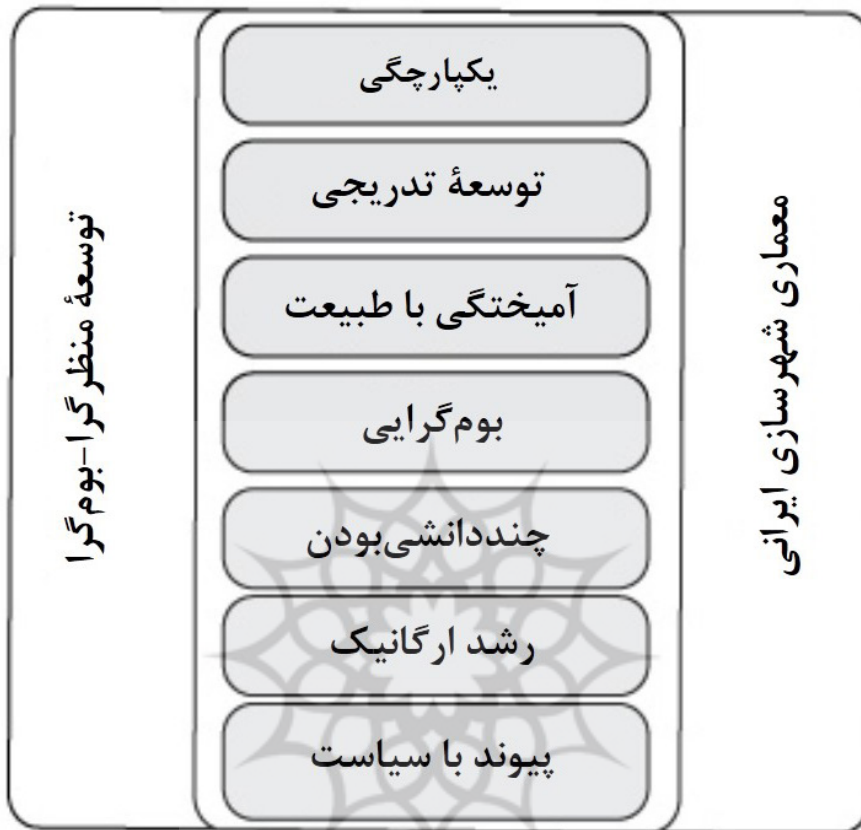 معماری شهرسازی ایرانی
یکپارچگی
توسعهٔ تدریجی
آمیختگی با طبیعت
بوم‌گرایی
چنددانشی‌بودن
رشد ارگانیک
پیوند با سیاست
توسعهٔ منظرگرا-بوم‌گرا